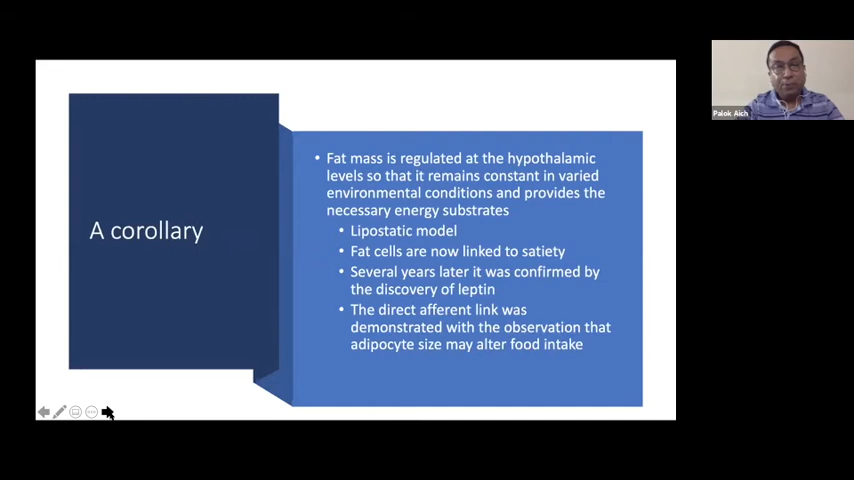 A corollary
• Fat mass is regulated at the hypothalamic
levels so that it remains constant in varied
environmental conditions and provides the
necessary energy substrates
• Lipostatic model
• Fat cells are now linked to satiety
• Several years later it was confirmed by
the discovery of leptin
• The direct afferent link was
demonstrated with the observation that
adipocyte size may alter food intake
Palok Aich